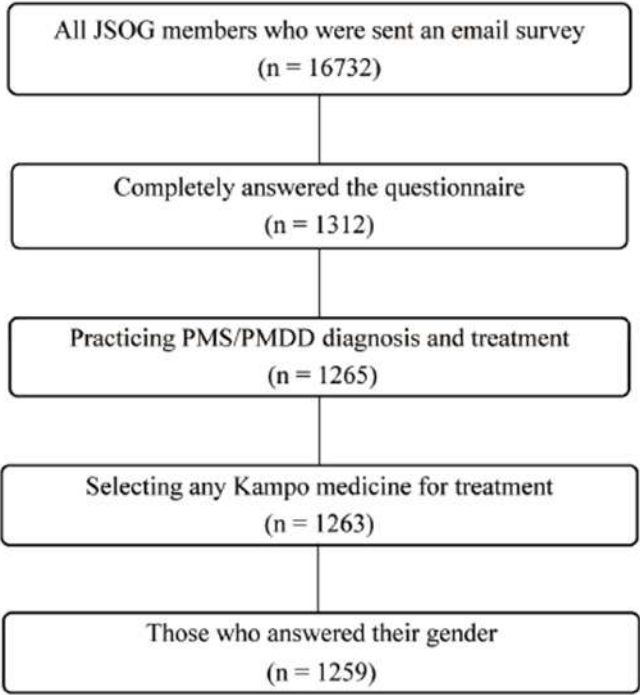 All JSOG members who were sent an email survey
(n = 16732)
Completely answered the questionnaire
(n = 1312)
Practicing PMS/PMDD diagnosis and treatment
(n = 1265)
Selecting any Kampo medicine for treatment
(n = 1263)
Those who answered their gender
(n = 1259)